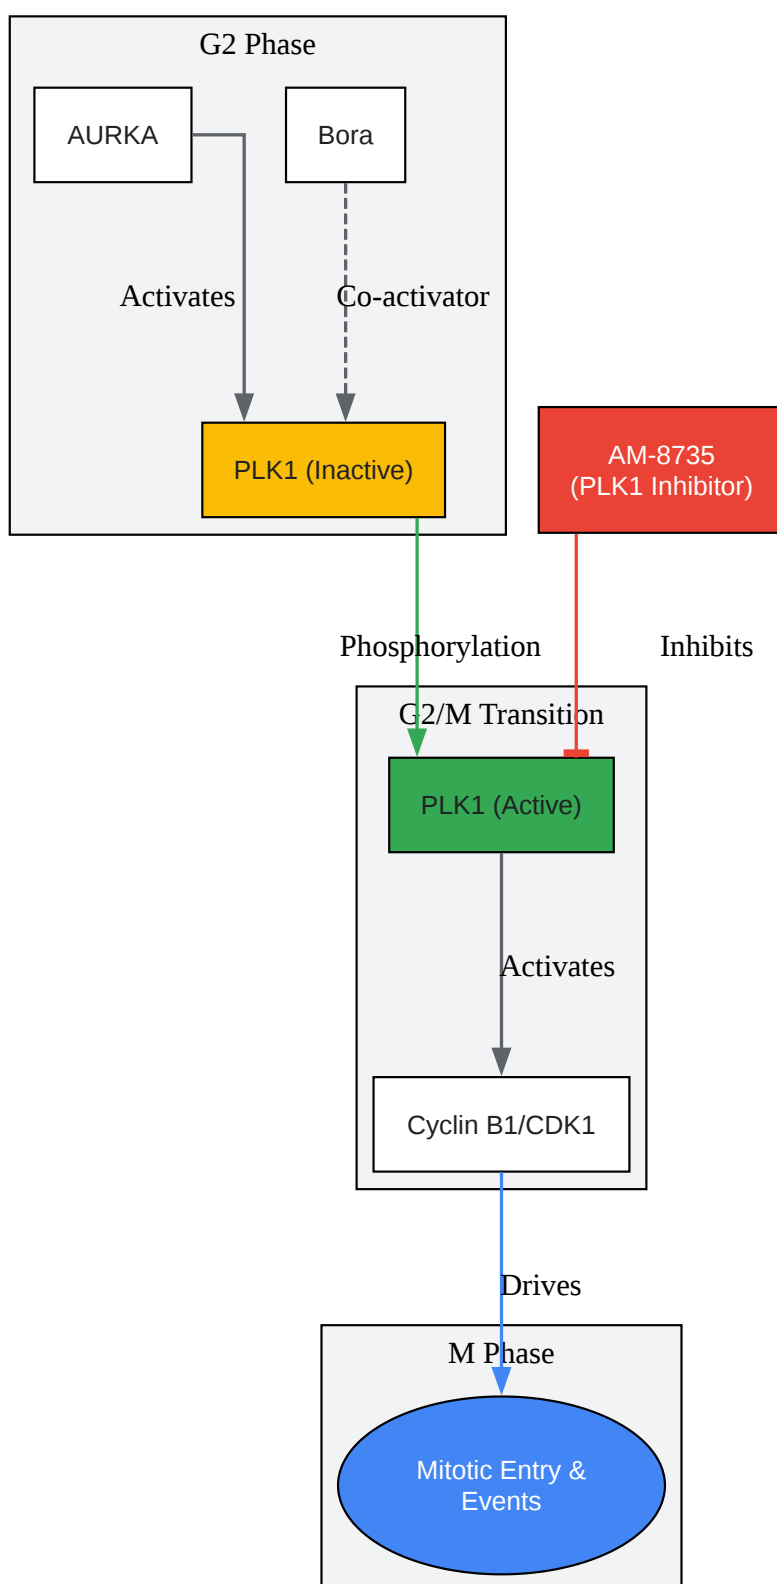 G2 Phase
AURKA
Bora
Activates
Co-activator
PLK1 (Inactive)
AM-8735
(PLK1 Inhibitor)
Phosphorylation
Inhibits
G2/M Transition
PLK1 (Active)
Activates
Cyclin B1/CDK1
Drives
M Phase
Mitotic Entry &
Events